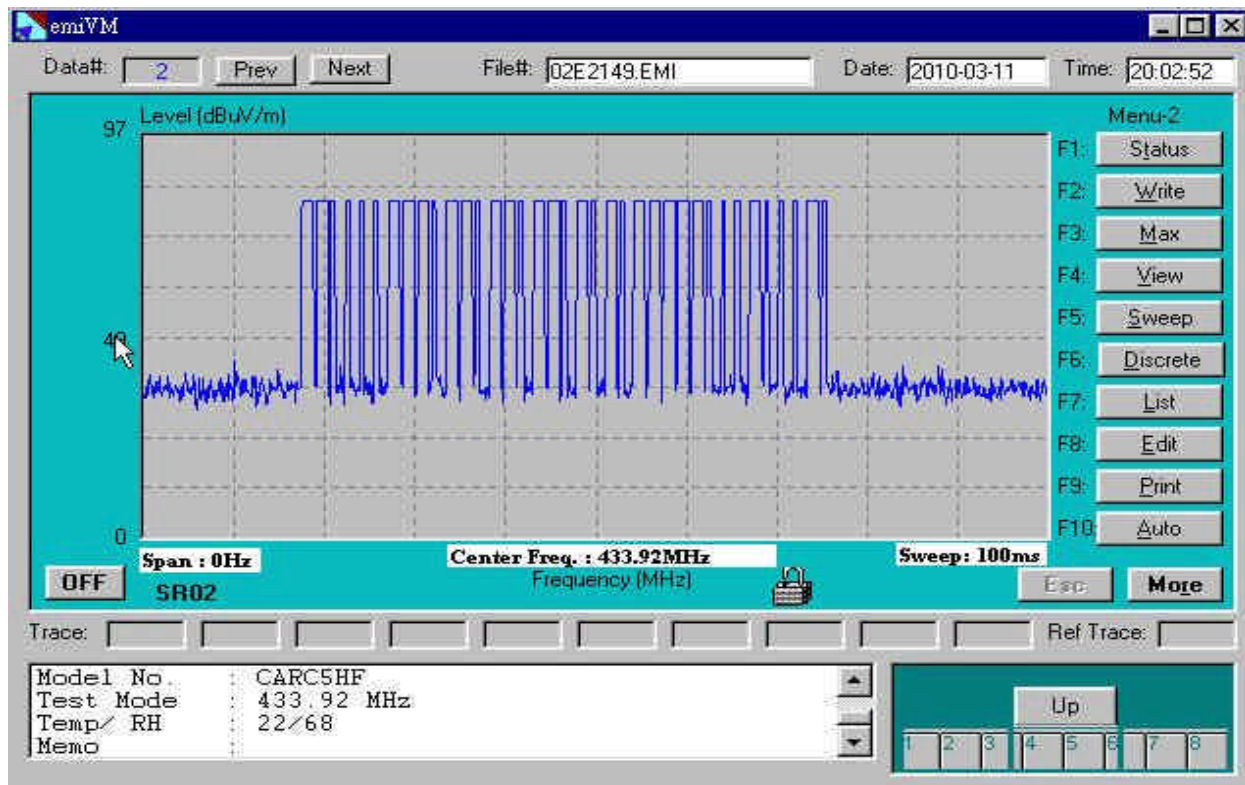 emiVM
Data#: 2 Prev Next File#: 02E2149.EMI Date: 2010-03-11 Time: 20:02:52
Level (dBuV/m)
Menu-2
97
F1: Status
F2: Write
F3: Max
F4: View
F5: Sweep
49
F6: Discrete
F7: List
F8: Edit
F9: Print
F10: Auto
0
Span : 0Hz Center Freq. : 433.92MHz Sweep: 100ms
OFF SR02 Frequency (MHz) Esc More
Trace: Ref Trace:
Model No. : CARC5HF
Test Mode : 433.92 MHz
Temp/ RH : 22/68
Memo :
Up
1 2 3 4 5 6 7 8